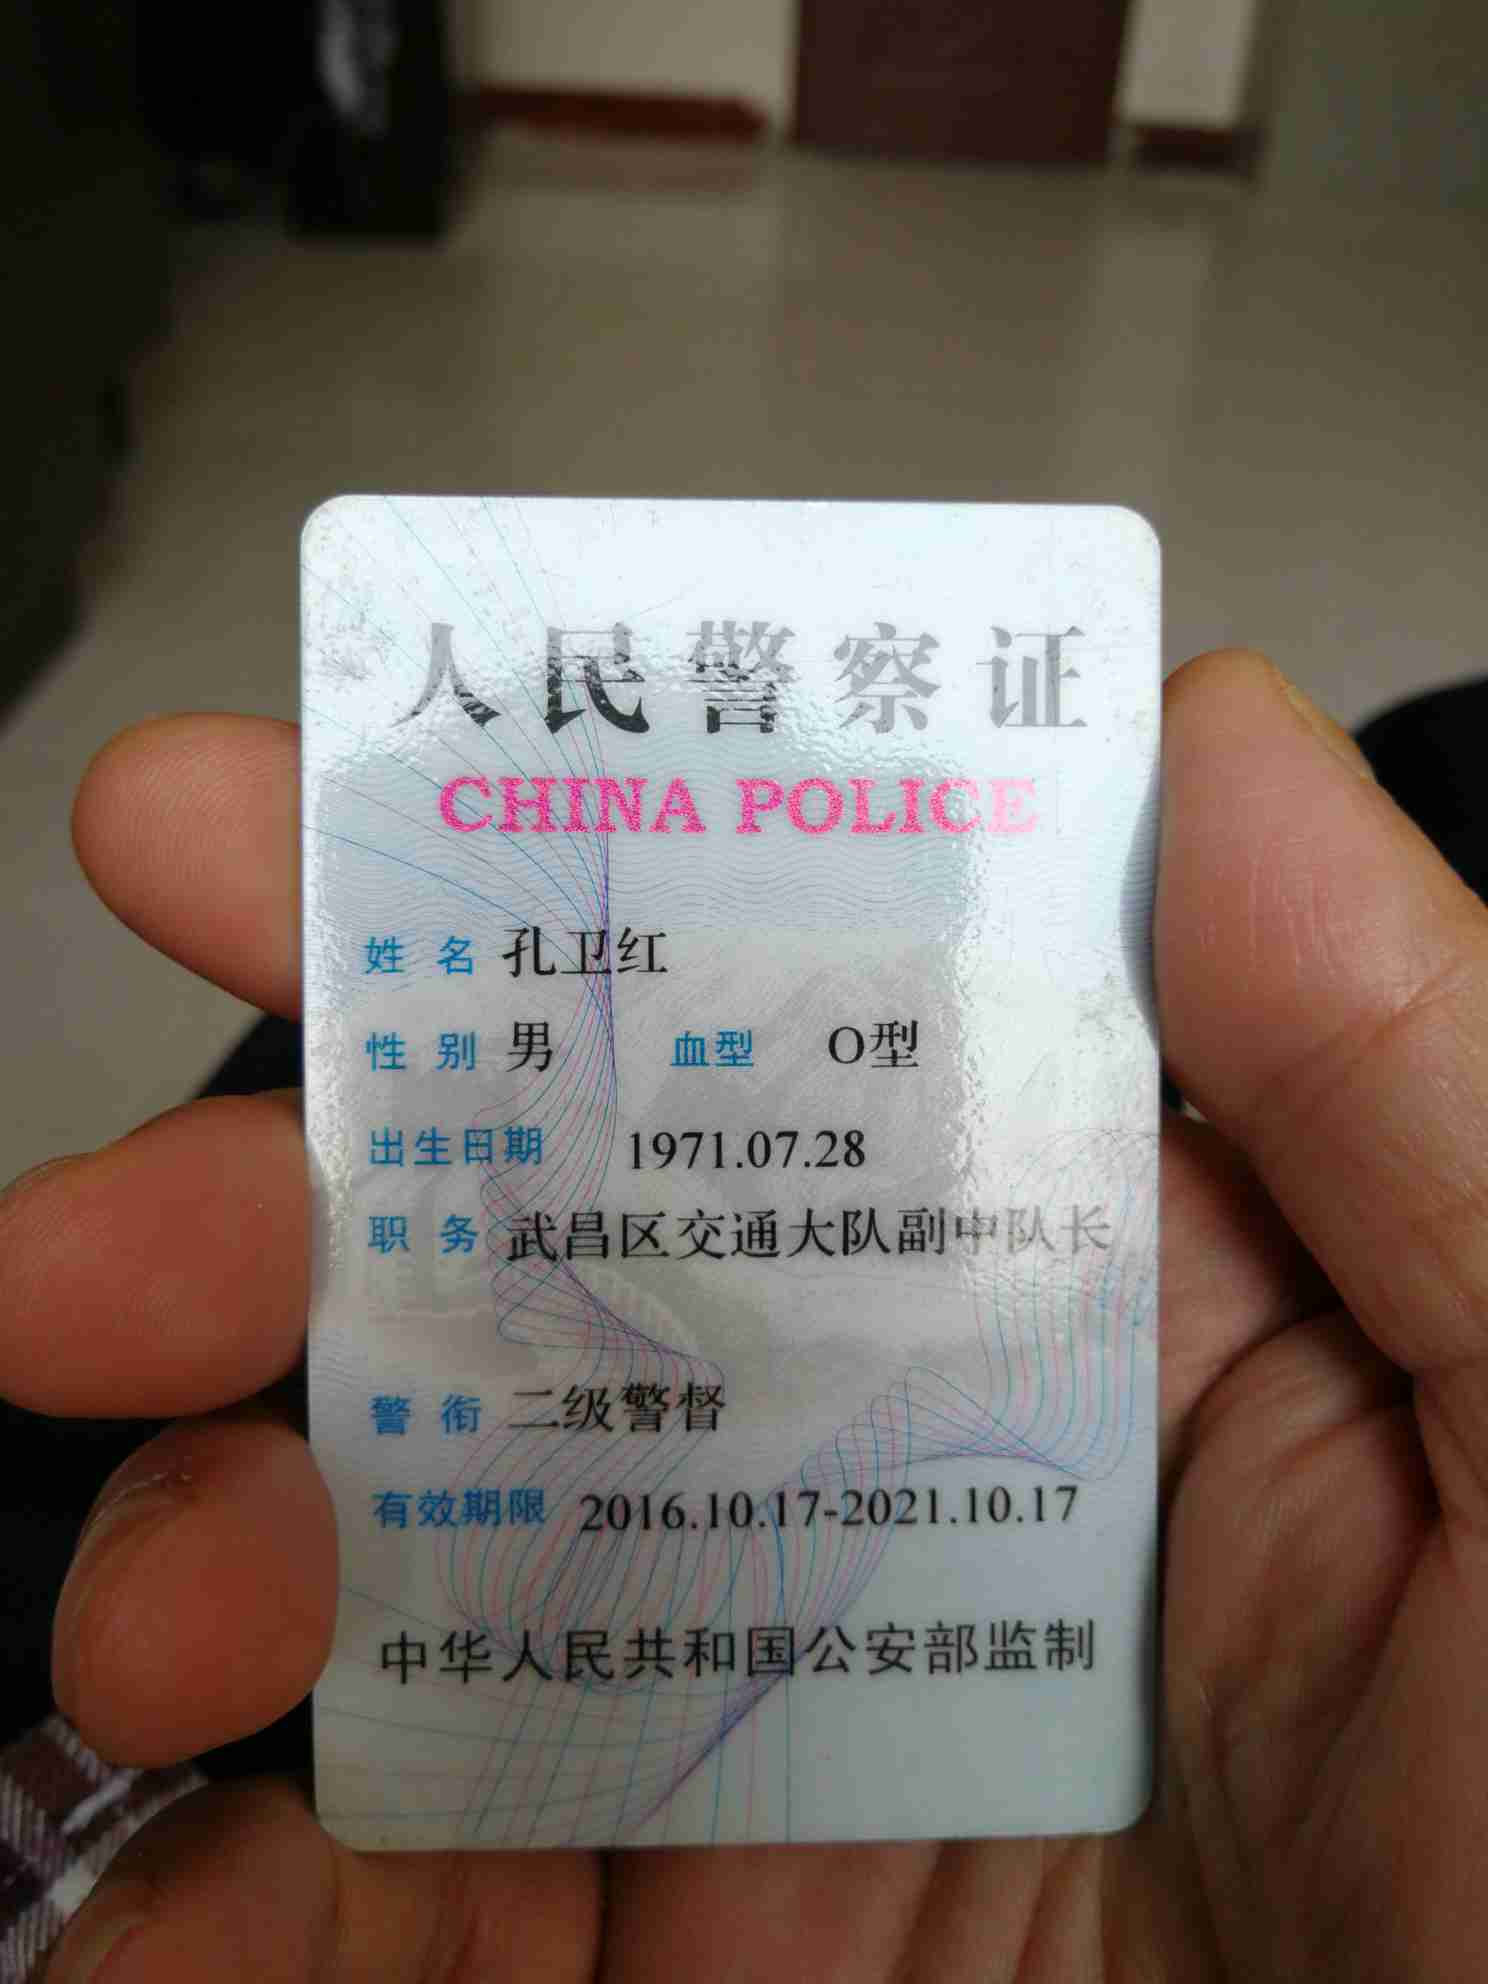 人民警察证
CHINA POLICE
姓 名 孔卫红
性 别 男 血型 O型
出生日期 1971.07.28
职 务 武昌区交通大队副中队长
警 衔 二级警督
有效期限 2016.10.17-2021.10.17
中华人民共和国公安部监制